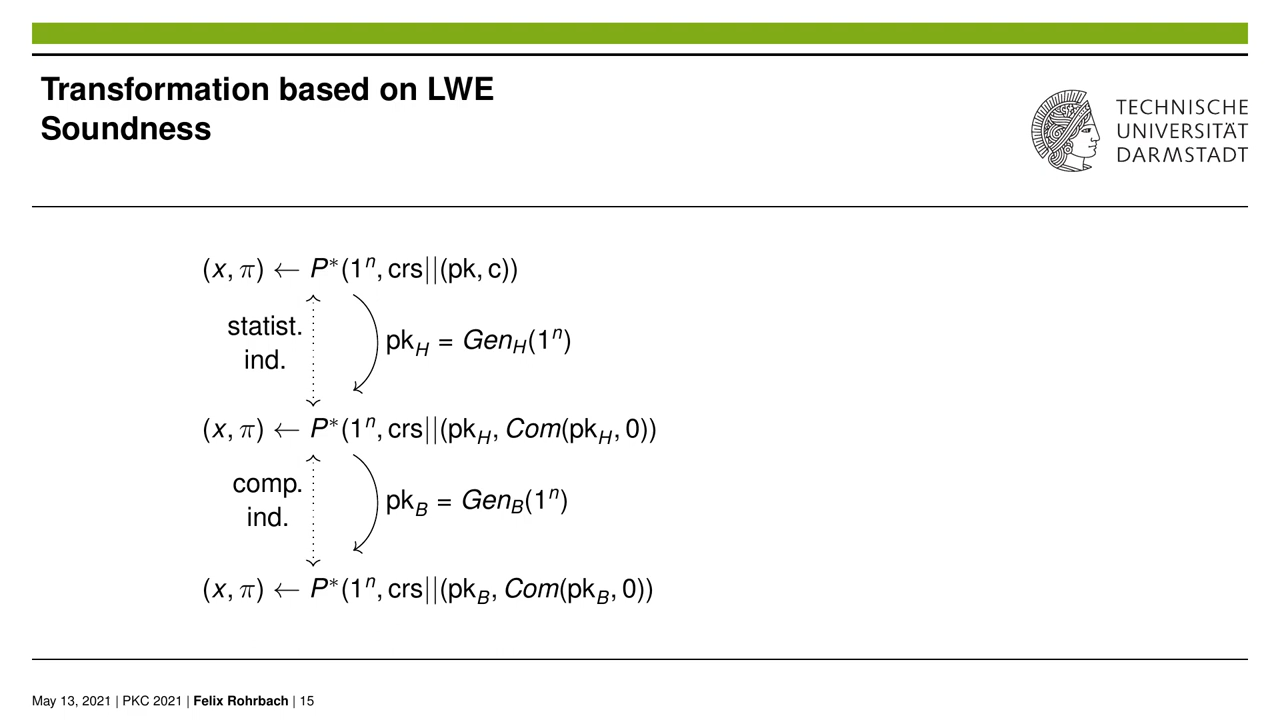 Transformation based on LWE
Soundness
TECHNISCHE
UNIVERSITÄT
DARMSTADT
(x, π) ← P*(1ⁿ, crs||(pk, c))
statist.
ind.
pk_H = Gen_H(1ⁿ)
(x, π) ← P*(1ⁿ, crs||(pk_H, Com(pk_H, 0))
comp.
ind.
pk_B = Gen_B(1ⁿ)
(x, π) ← P*(1ⁿ, crs||(pk_B, Com(pk_B, 0))
May 13, 2021 | PKC 2021 | Felix Rohrbach | 15